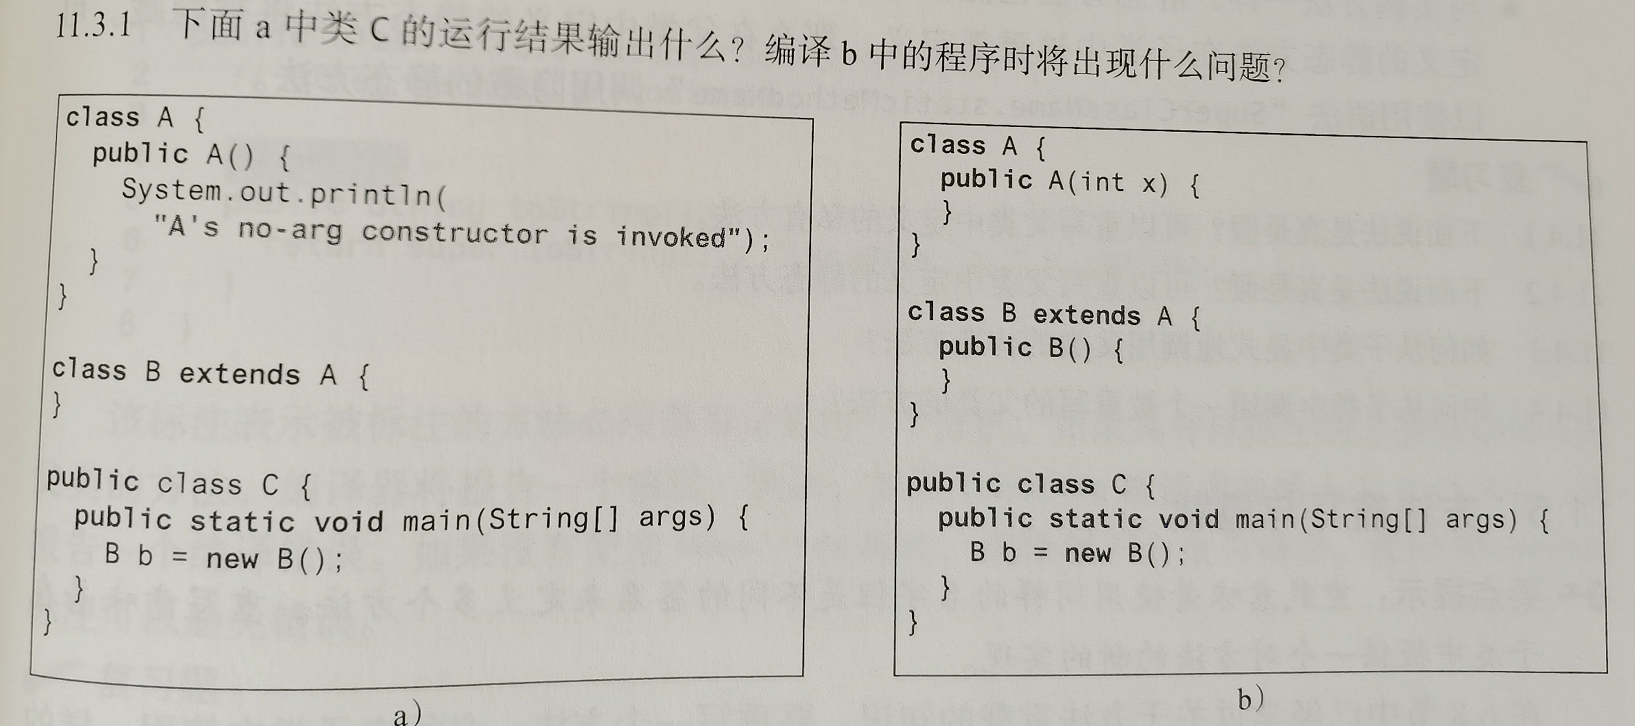 11.3.1 下面 a 中类 C 的运行结果输出什么？编译 b 中的程序时将出现什么问题？
class A {
public A() {
System.out.println(
"A's no-arg constructor is invoked");
}
}
class B extends A {
}
public class C {
public static void main(String[] args) {
B b = new B();
}
}
a)
class A {
public A(int x) {
}
}
class B extends A {
public B() {
}
}
public class C {
public static void main(String[] args) {
B b = new B();
}
}
b)